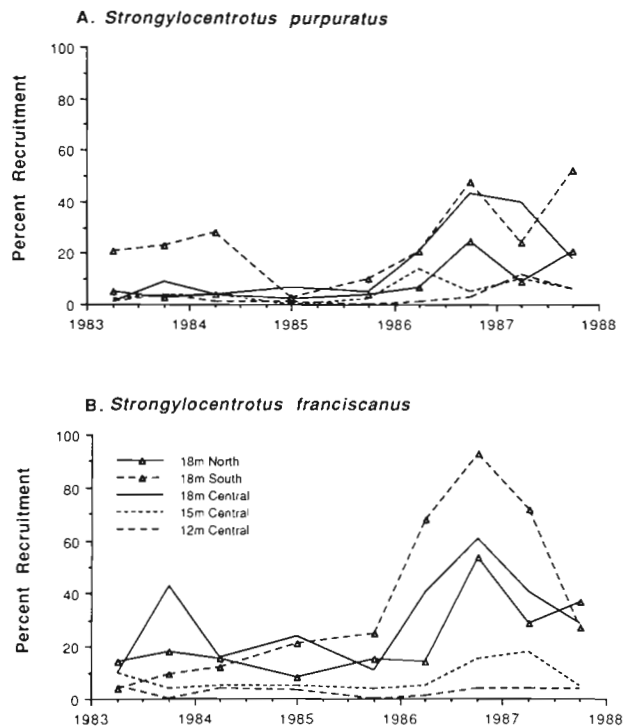 A. Strongylocentrotus purpuratus
Percent Recruitment
100
80
60
40
20
0
1983 1984 1985 1986 1987 1988
B. Strongylocentrotus franciscanus
Percent Recruitment
100
80
60
40
20
0
18m North
18m South
18m Central
15m Central
12m Central
1983 1984 1985 1986 1987 1988